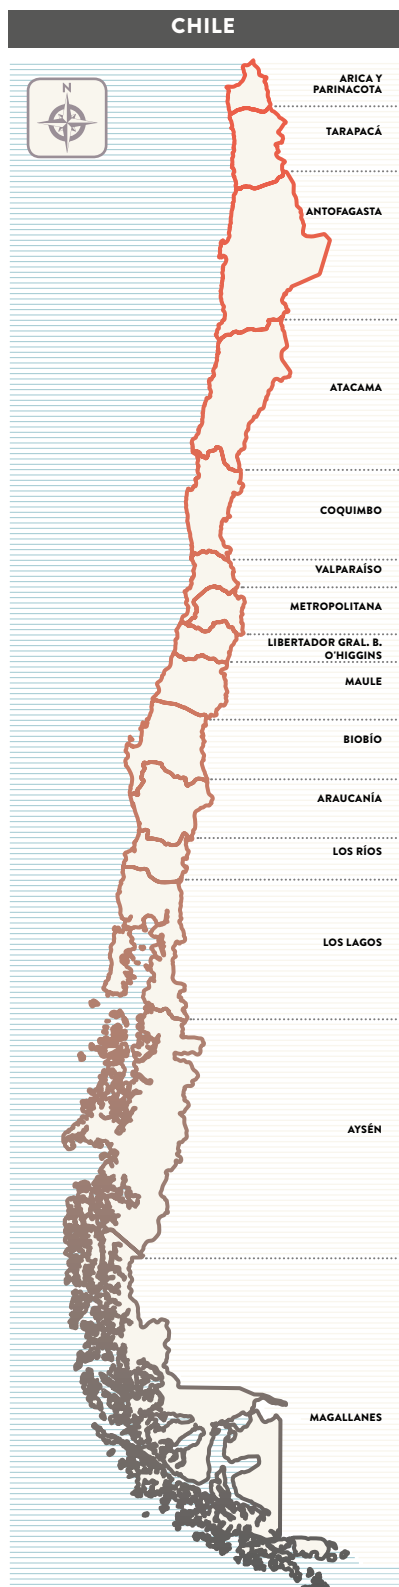 CHILE
N
ARICA Y
PARINACOTA
TARAPACÁ
ANTOFAGASTA
ATACAMA
COQUIMBO
VALPARAÍSO
METROPOLITANA
LIBERTADOR GRAL. B.
O'HIGGINS
MAULE
BIOBÍO
ARAUCANÍA
LOS RÍOS
LOS LAGOS
AYSÉN
MAGALLANES